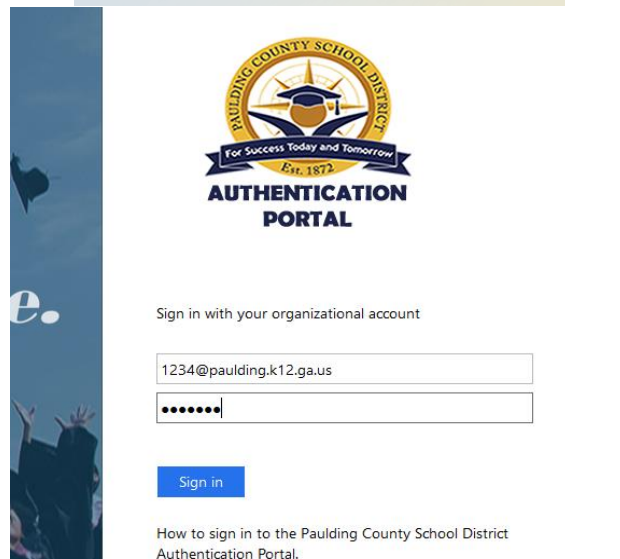 PAULDING COUNTY SCHOOL DISTRICT
For Success Today and Tomorrow
Est. 1872
AUTHENTICATION
PORTAL
e.
Sign in with your organizational account
1234@paulding.k12.ga.us
•••••••
Sign in
How to sign in to the Paulding County School District
Authentication Portal.